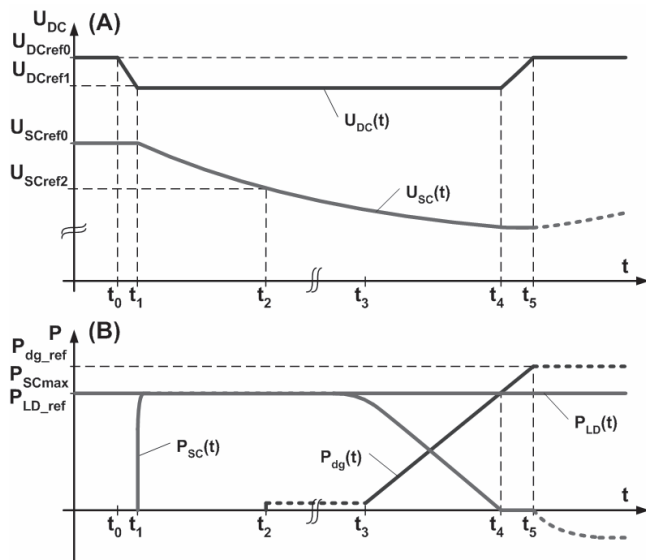 U_DC (A)
U_DCref0
U_DCref1
U_DC(t)
U_SCref0
U_SCref2
U_SC(t)
t
t_0 t_1 t_2 t_3 t_4 t_5
P (B)
P_dg_ref
P_SCmax
P_LD_ref
P_SC(t) P_dg(t) P_LD(t)
t
t_0 t_1 t_2 t_3 t_4 t_5